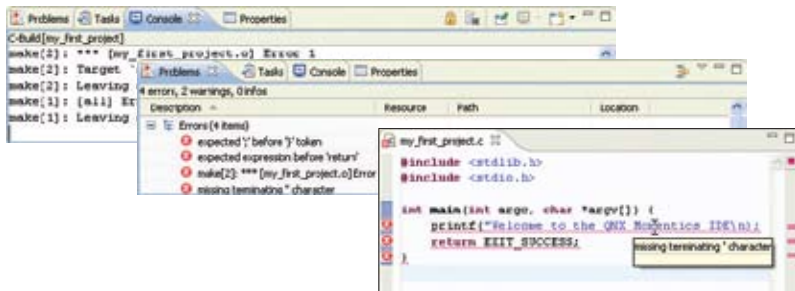 Problems Tasks Console Properties
C-Build [my_first_project]
make[2]: *** [my_first_project.o] Error 1
make[2]: Target
make[2]: Leaving
make[1]: [all] Er
make[1]: Leaving
Problems Tasks Console Properties
4 errors, 2 warnings, 0 infos
Description Resource Path Location
Errors (4 items)
expected ';' before '}' token
expected expression before 'return'
make[2]: *** [my_first_project.o] Error
missing terminating " character
my_first_project.c
#include <stdlib.h>
#include <stdio.h>
int main(int argc, char *argv[]) {
printf("Welcome to the QNX Momentics IDE\n);
return EXIT_SUCCESS;
missing terminating " character
}